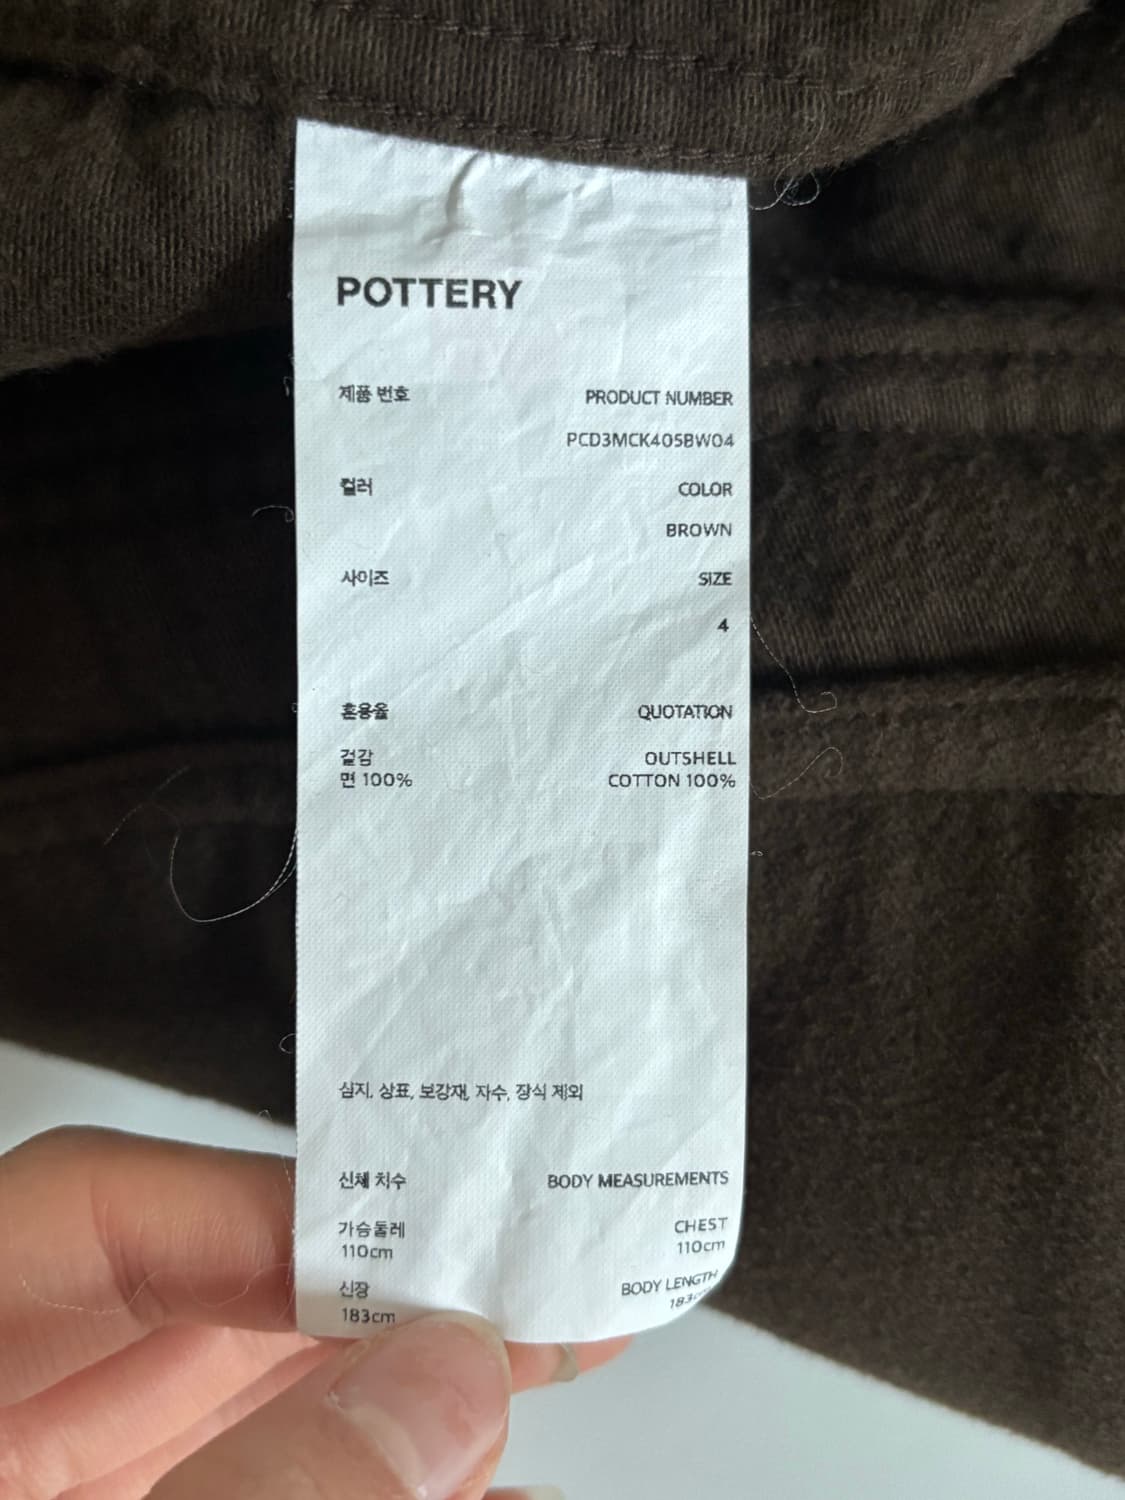 POTTERY
제품 번호 PRODUCT NUMBER
PCD3MCK405BW04
컬러 COLOR
BROWN
사이즈 SIZE
4
혼용율 QUOTATION
겉감 OUTSHELL
면 100% COTTON 100%
심지, 상표, 보강재, 자수, 장식 제외
신체 치수 BODY MEASUREMENTS
가슴둘레 CHEST
110cm 110cm
신장 BODY LENGTH
183cm 183cm